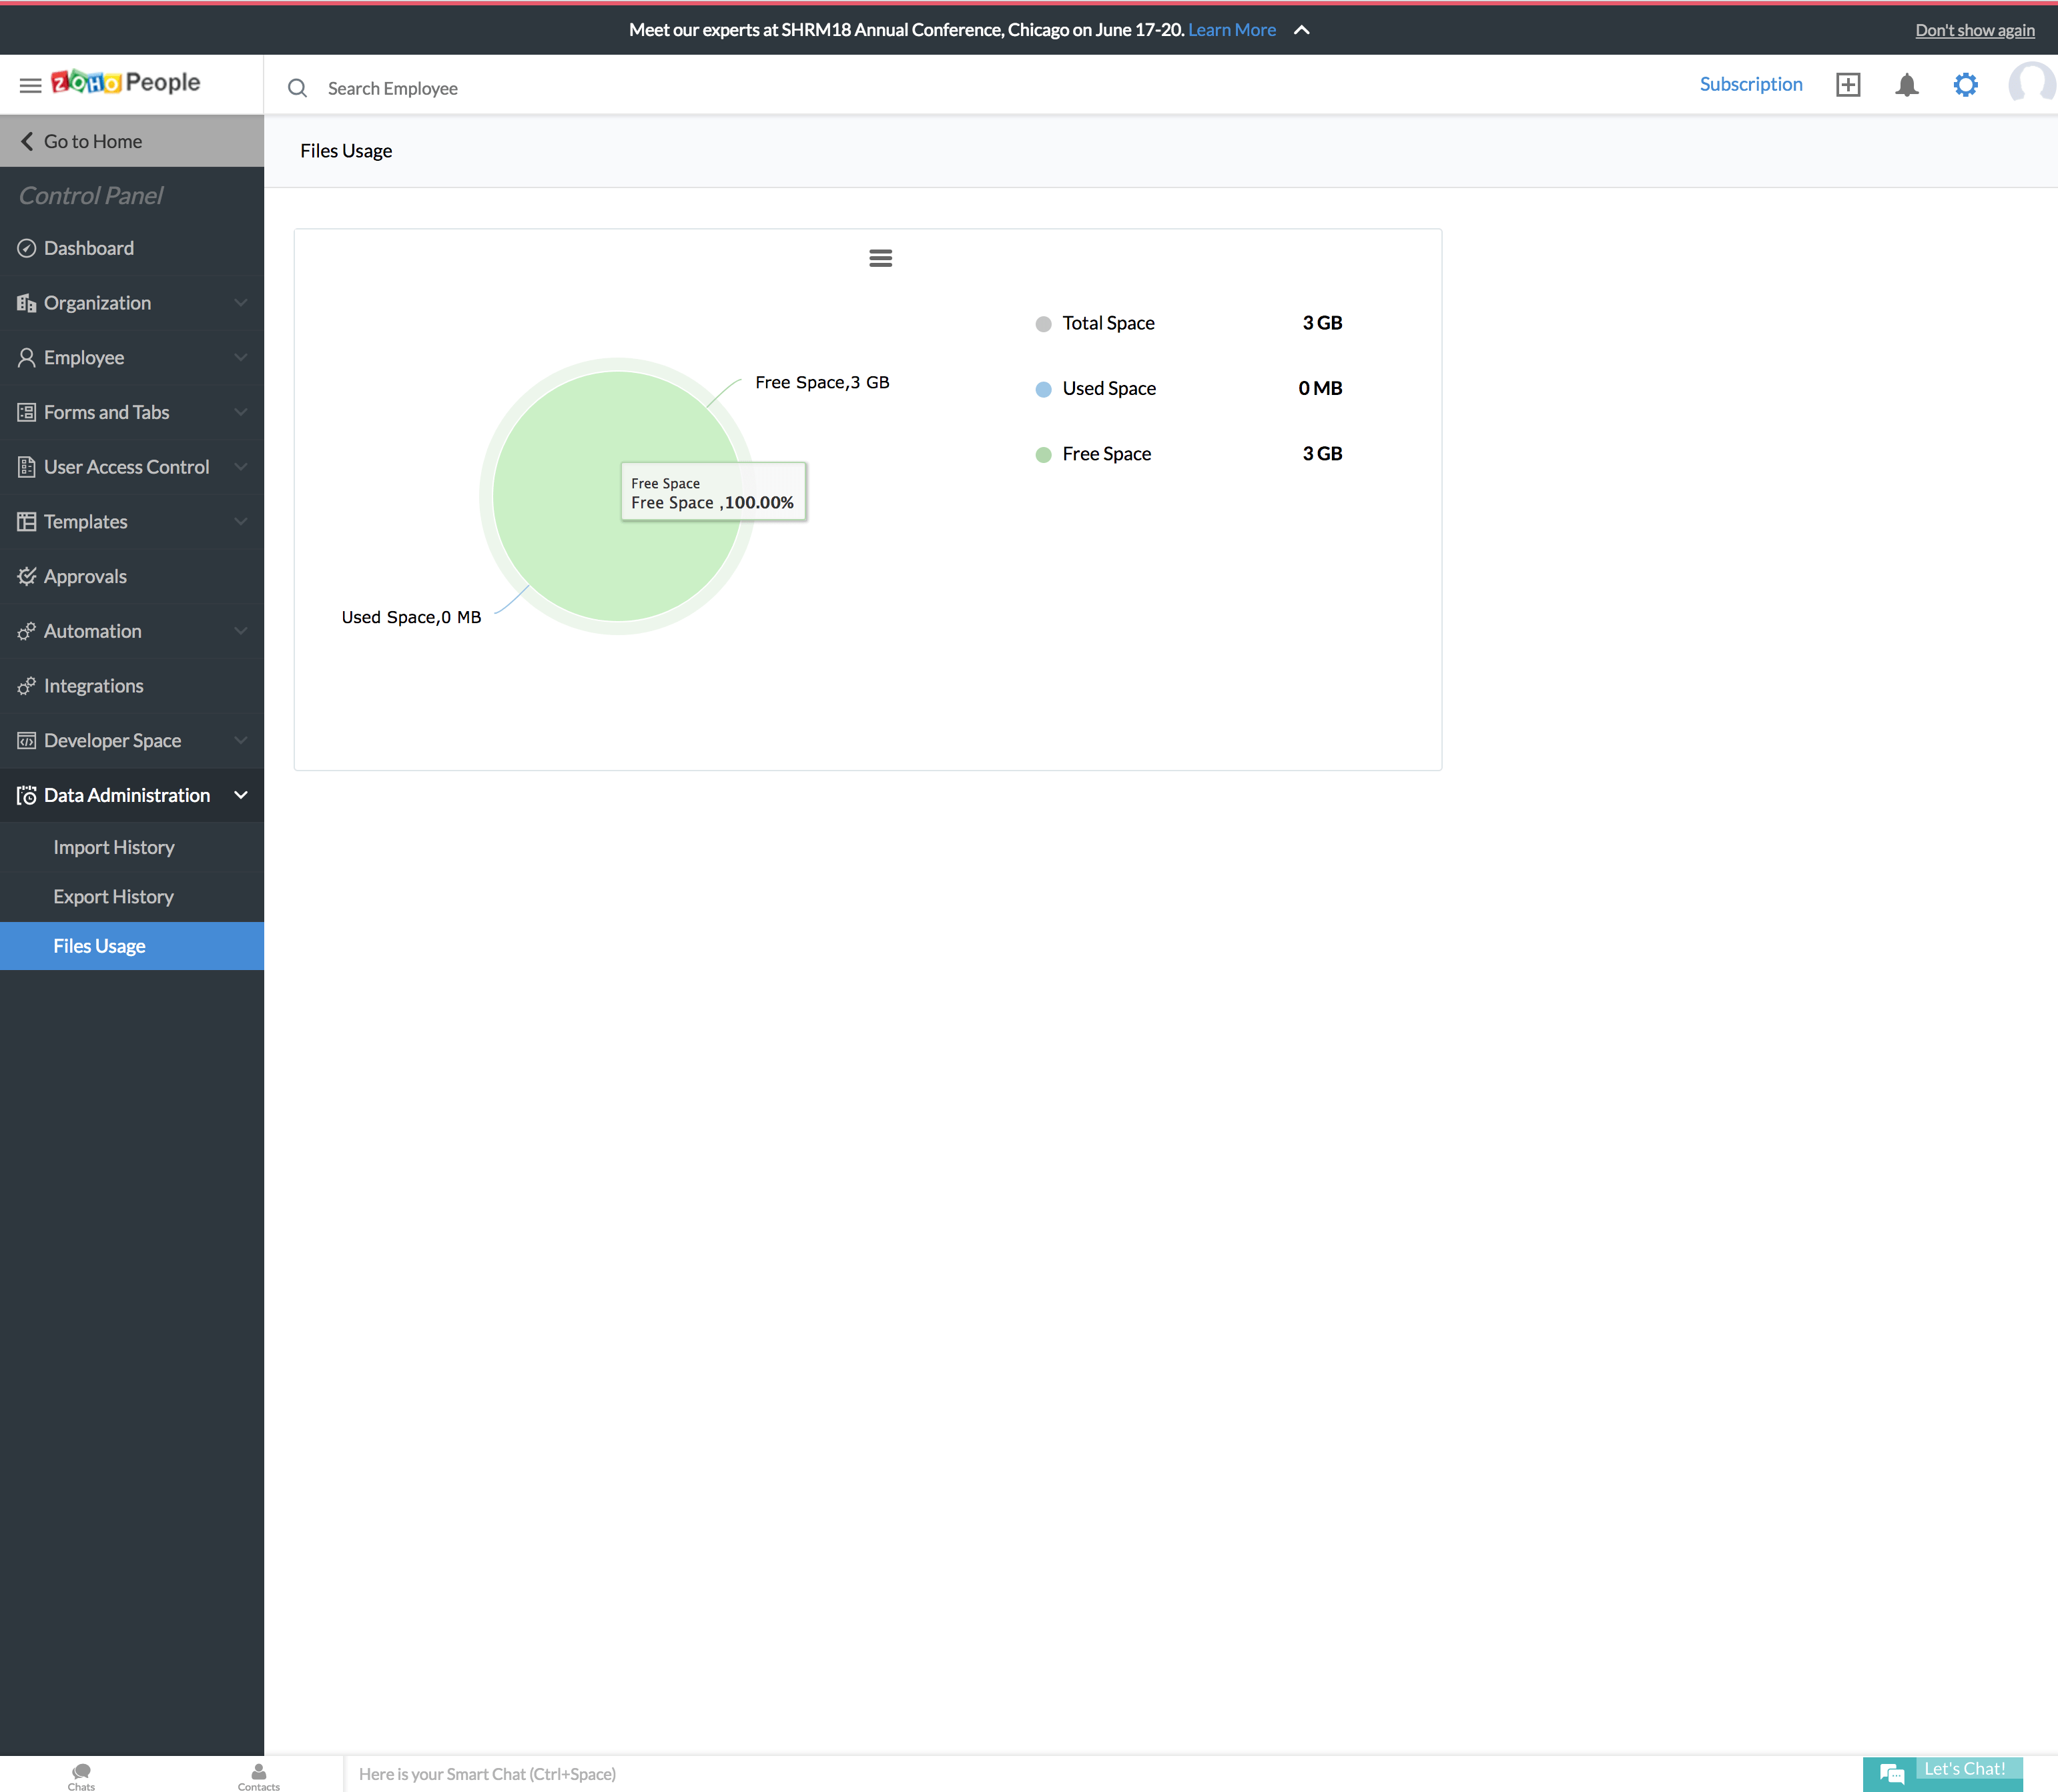 Meet our experts at SHRM18 Annual Conference, Chicago on June 17-20. Learn More
Don't show again
ZOHO People
Search Employee
Subscription
Go to Home
Files Usage
Control Panel
Dashboard
Organization
Employee
Forms and Tabs
User Access Control
Templates
Approvals
Automation
Integrations
Developer Space
Data Administration
Import History
Export History
Files Usage
Total Space 3 GB
Used Space 0 MB
Free Space 3 GB
Free Space,3 GB
Free Space
Free Space ,100.00%
Used Space,0 MB
Chats
Contacts
Here is your Smart Chat (Ctrl+Space)
Let's Chat!